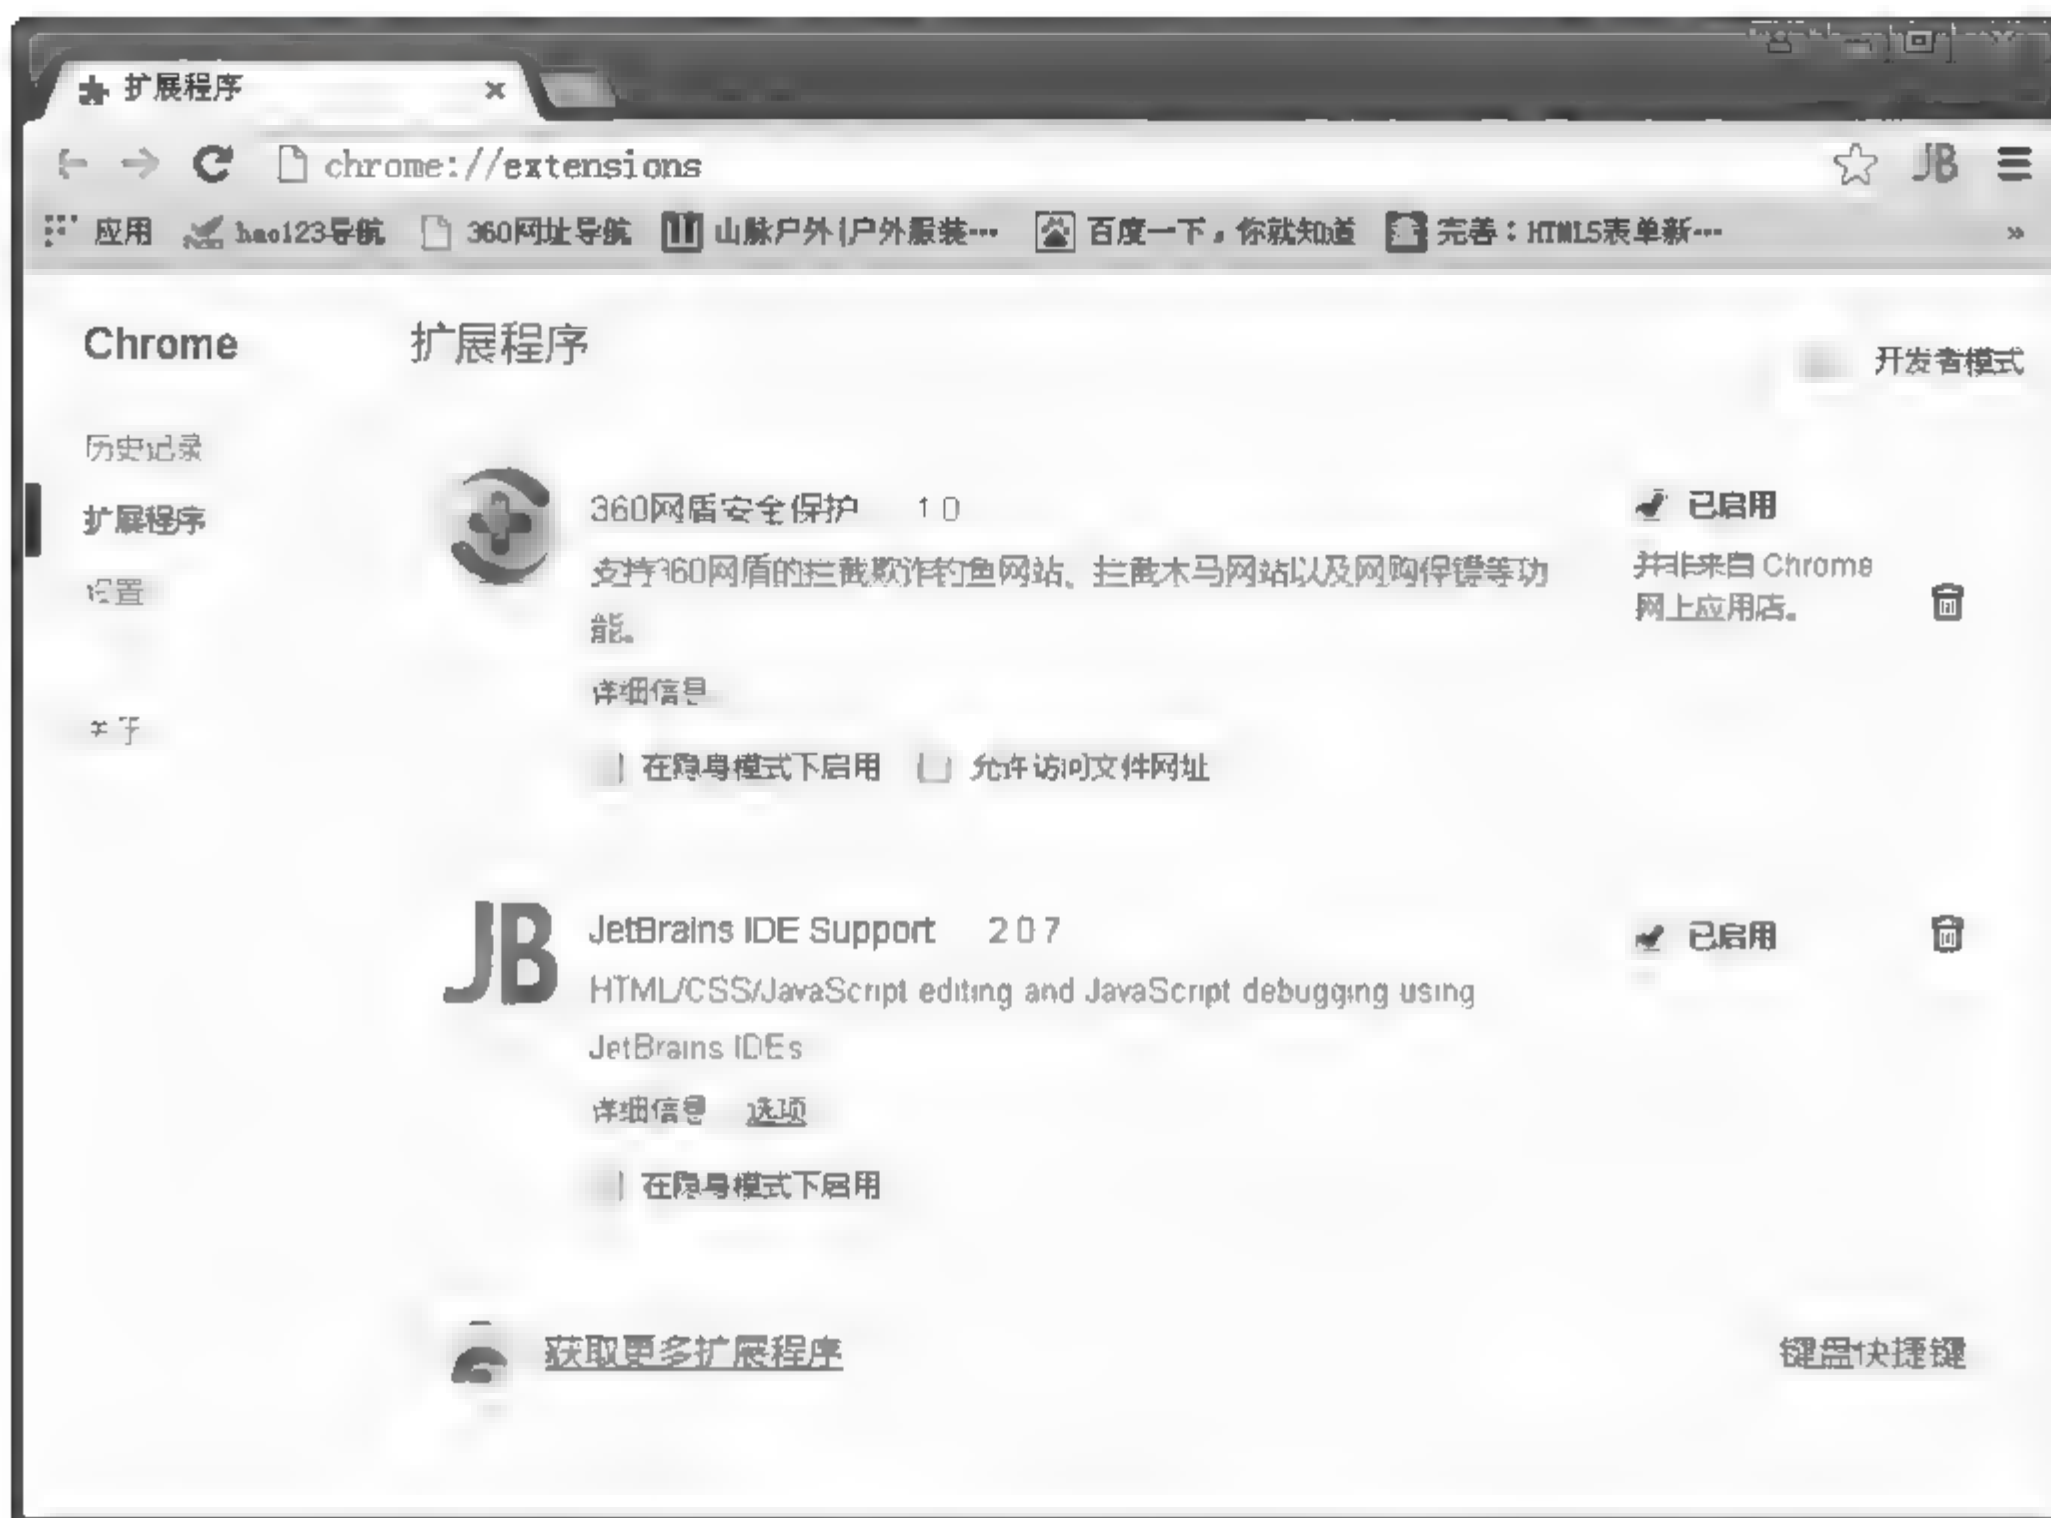 扩展程序
chrome://extensions
JB
应用 hao123导航 360网址导航 山脉户外|户外服装… 百度一下,你就知道 完善:HTML5表单新…
Chrome
扩展程序
开发者模式
历史记录
扩展程序
设置
关于
360网盾安全保护 1 0
已启用
支持360网盾的拦截欺诈钓鱼网站、拦截木马网站以及网购保镖等功
能。
并非来自 Chrome
网上应用店。
详细信息
在隐身模式下启用 允许访问文件网址
JB
JetBrains IDE Support 2 0 7
已启用
HTML/CSS/JavaScript editing and JavaScript debugging using
JetBrains IDEs
详细信息 选项
在隐身模式下启用
获取更多扩展程序
键盘快捷键